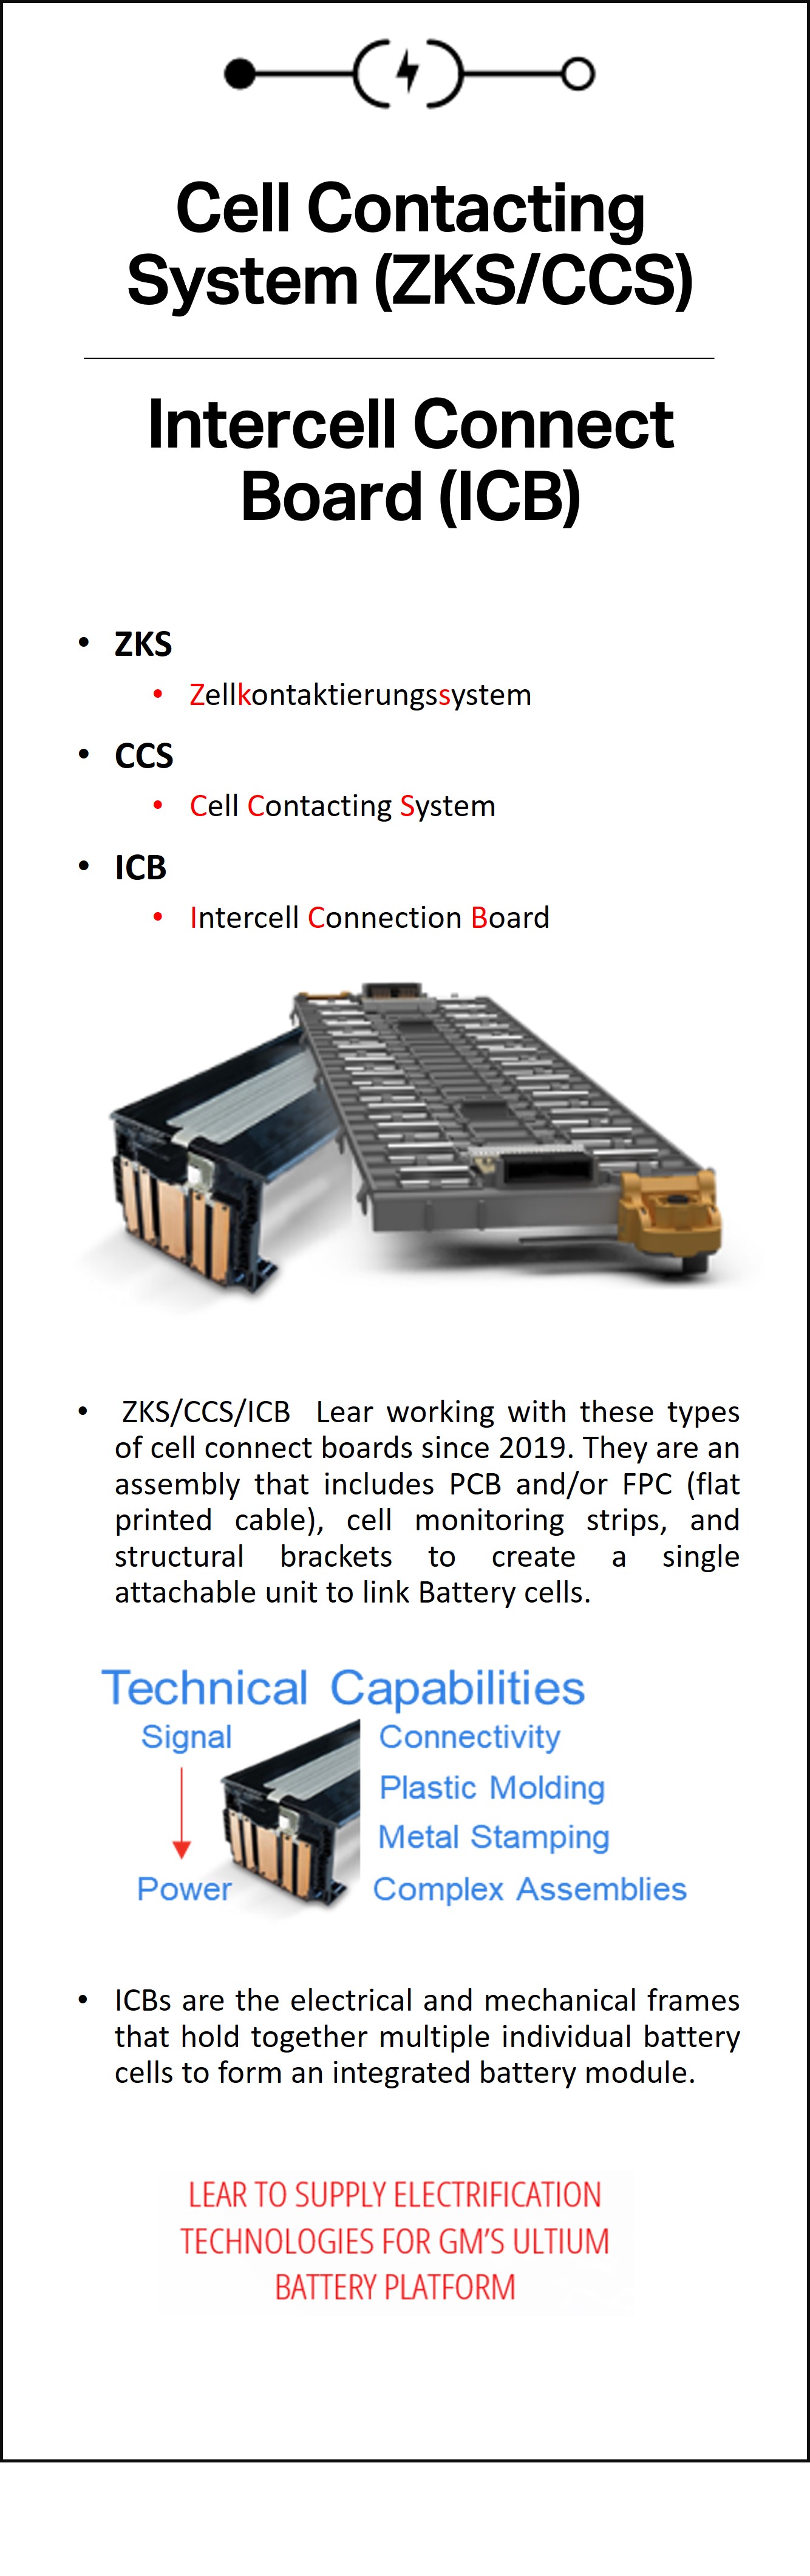 Cell Contacting
System (ZKS/CCS)
Intercell Connect
Board (ICB)
• ZKS
• Zellkontaktierungssystem
• CCS
• Cell Contacting System
• ICB
• Intercell Connection Board
• ZKS/CCS/ICB Lear working with these types
of cell connect boards since 2019. They are an
assembly that includes PCB and/or FPC (flat
printed cable), cell monitoring strips, and
structural brackets to create a single
attachable unit to link Battery cells.
Technical Capabilities
Signal
Connectivity
Plastic Molding
Metal Stamping
Power
Complex Assemblies
• ICBs are the electrical and mechanical frames
that hold together multiple individual battery
cells to form an integrated battery module.
LEAR TO SUPPLY ELECTRIFICATION
TECHNOLOGIES FOR GM’S ULTIUM
BATTERY PLATFORM